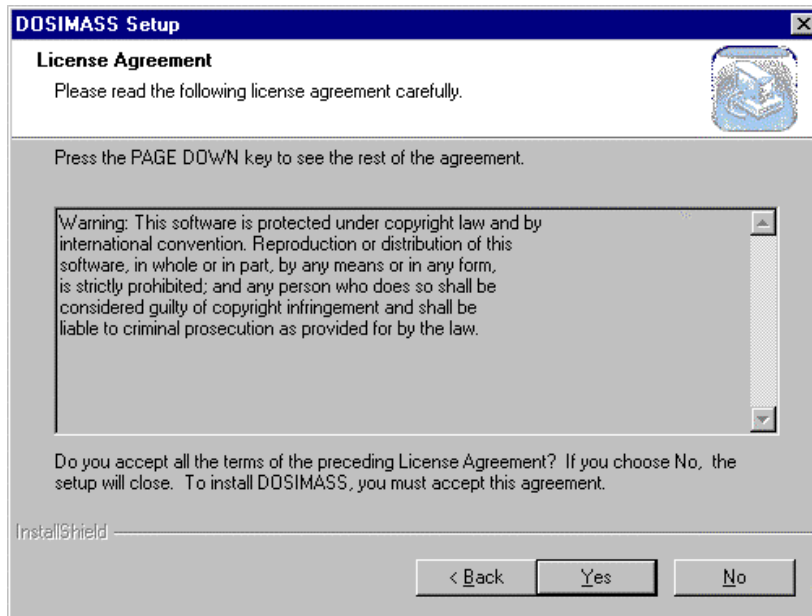 DOSIMASS Setup
License Agreement
Please read the following license agreement carefully.
Press the PAGE DOWN key to see the rest of the agreement.
Warning: This software is protected under copyright law and by
international convention. Reproduction or distribution of this
software, in whole or in part, by any means or in any form,
is strictly prohibited; and any person who does so shall be
considered guilty of copyright infringement and shall be
liable to criminal prosecution as provided for by the law.
Do you accept all the terms of the preceding License Agreement? If you choose No, the
setup will close. To install DOSIMASS, you must accept this agreement.
InstallShield
< Back
Yes
No